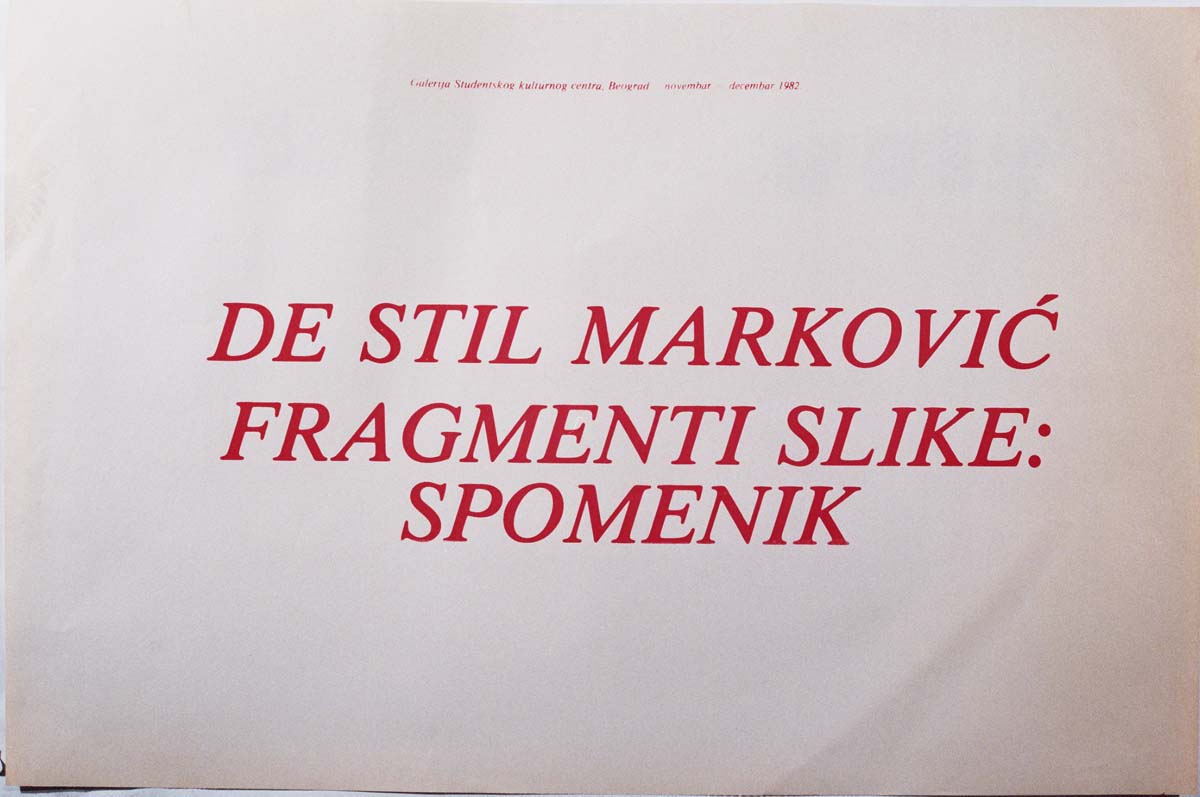 Galerija Studentskog kulturnog centra, Beograd novembar – decembar 1982.
DE STIL MARKOVIĆ
FRAGMENTI SLIKE:
SPOMENIK